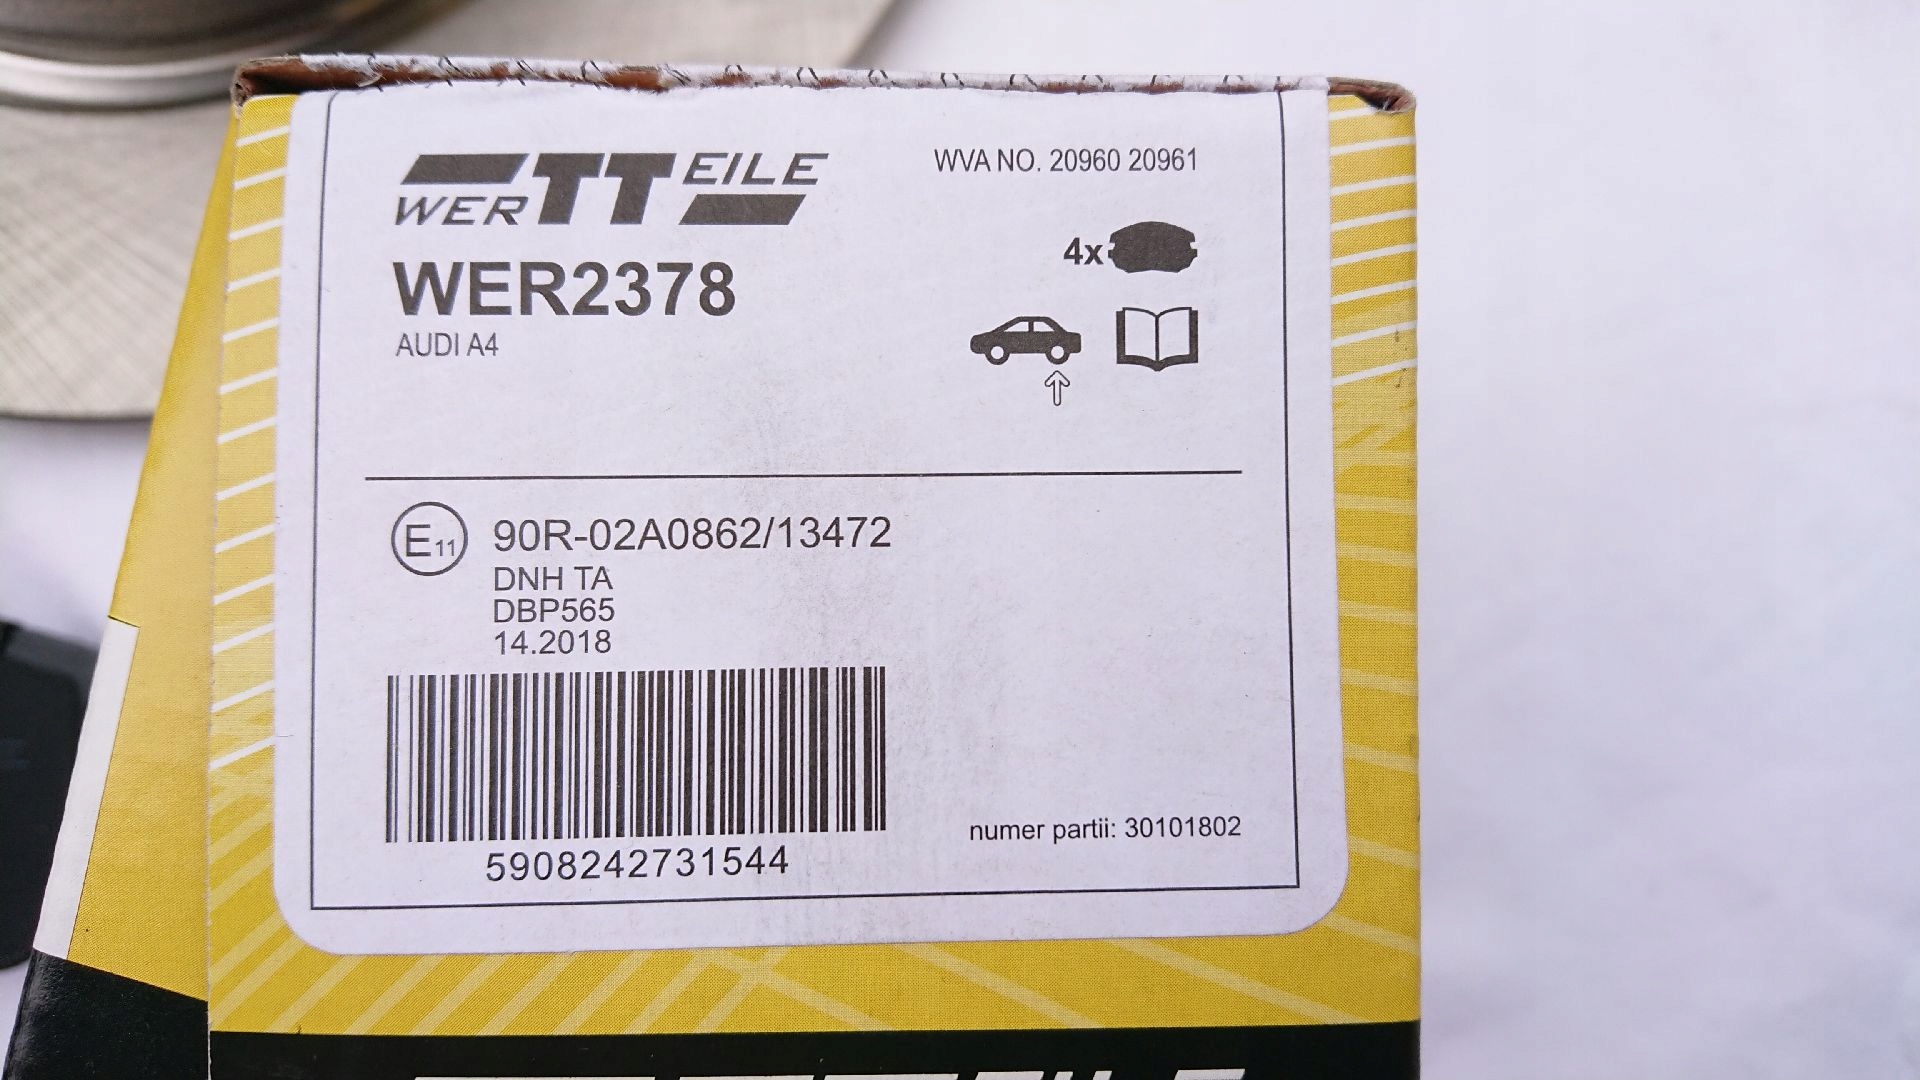 WERTTEILE
WVA NO. 20960 20961
WER2378
AUDI A4
4x
E11 90R-02A0862/13472
DNH TA
DBP565
14.2018
5908242731544
numer partii: 30101802